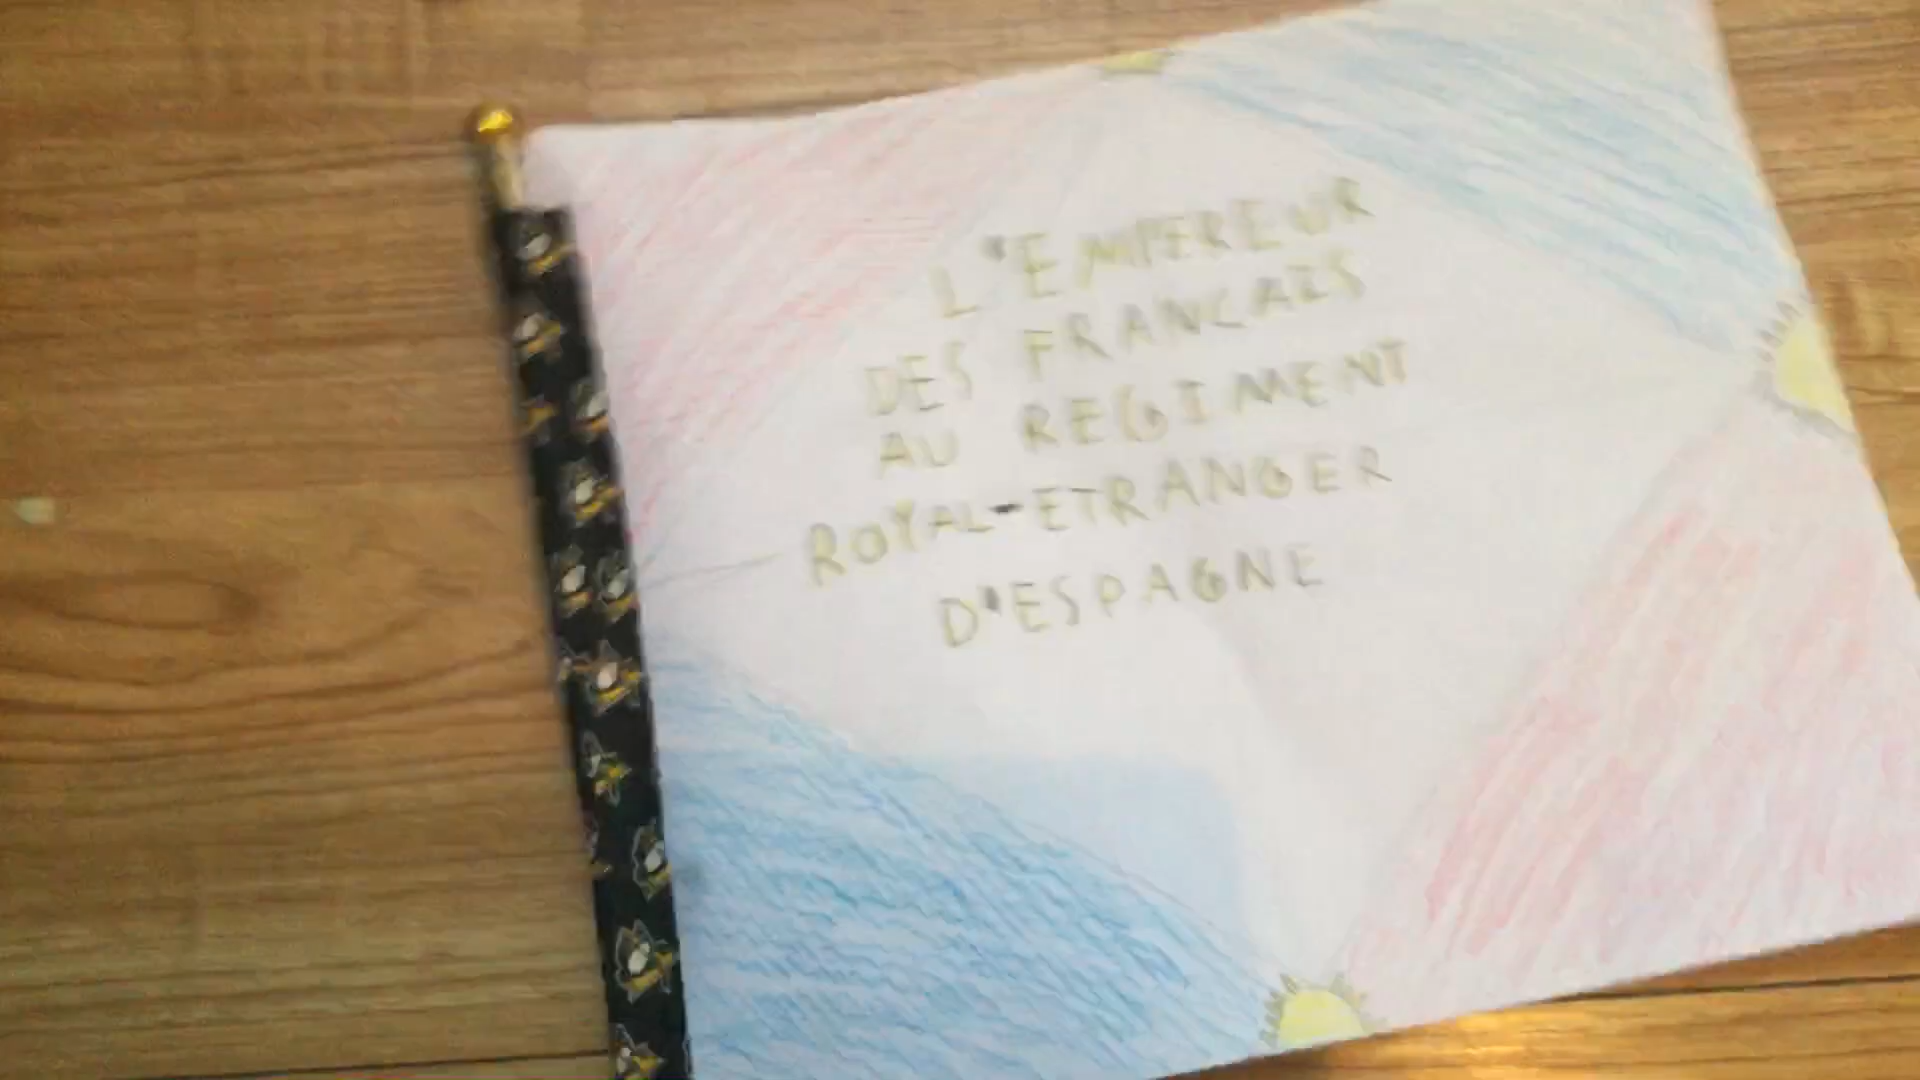 L'EMPEREUR
DES FRANCAIS
AU REGIMENT
ROYAL-ETRANGER
D'ESPAGNE